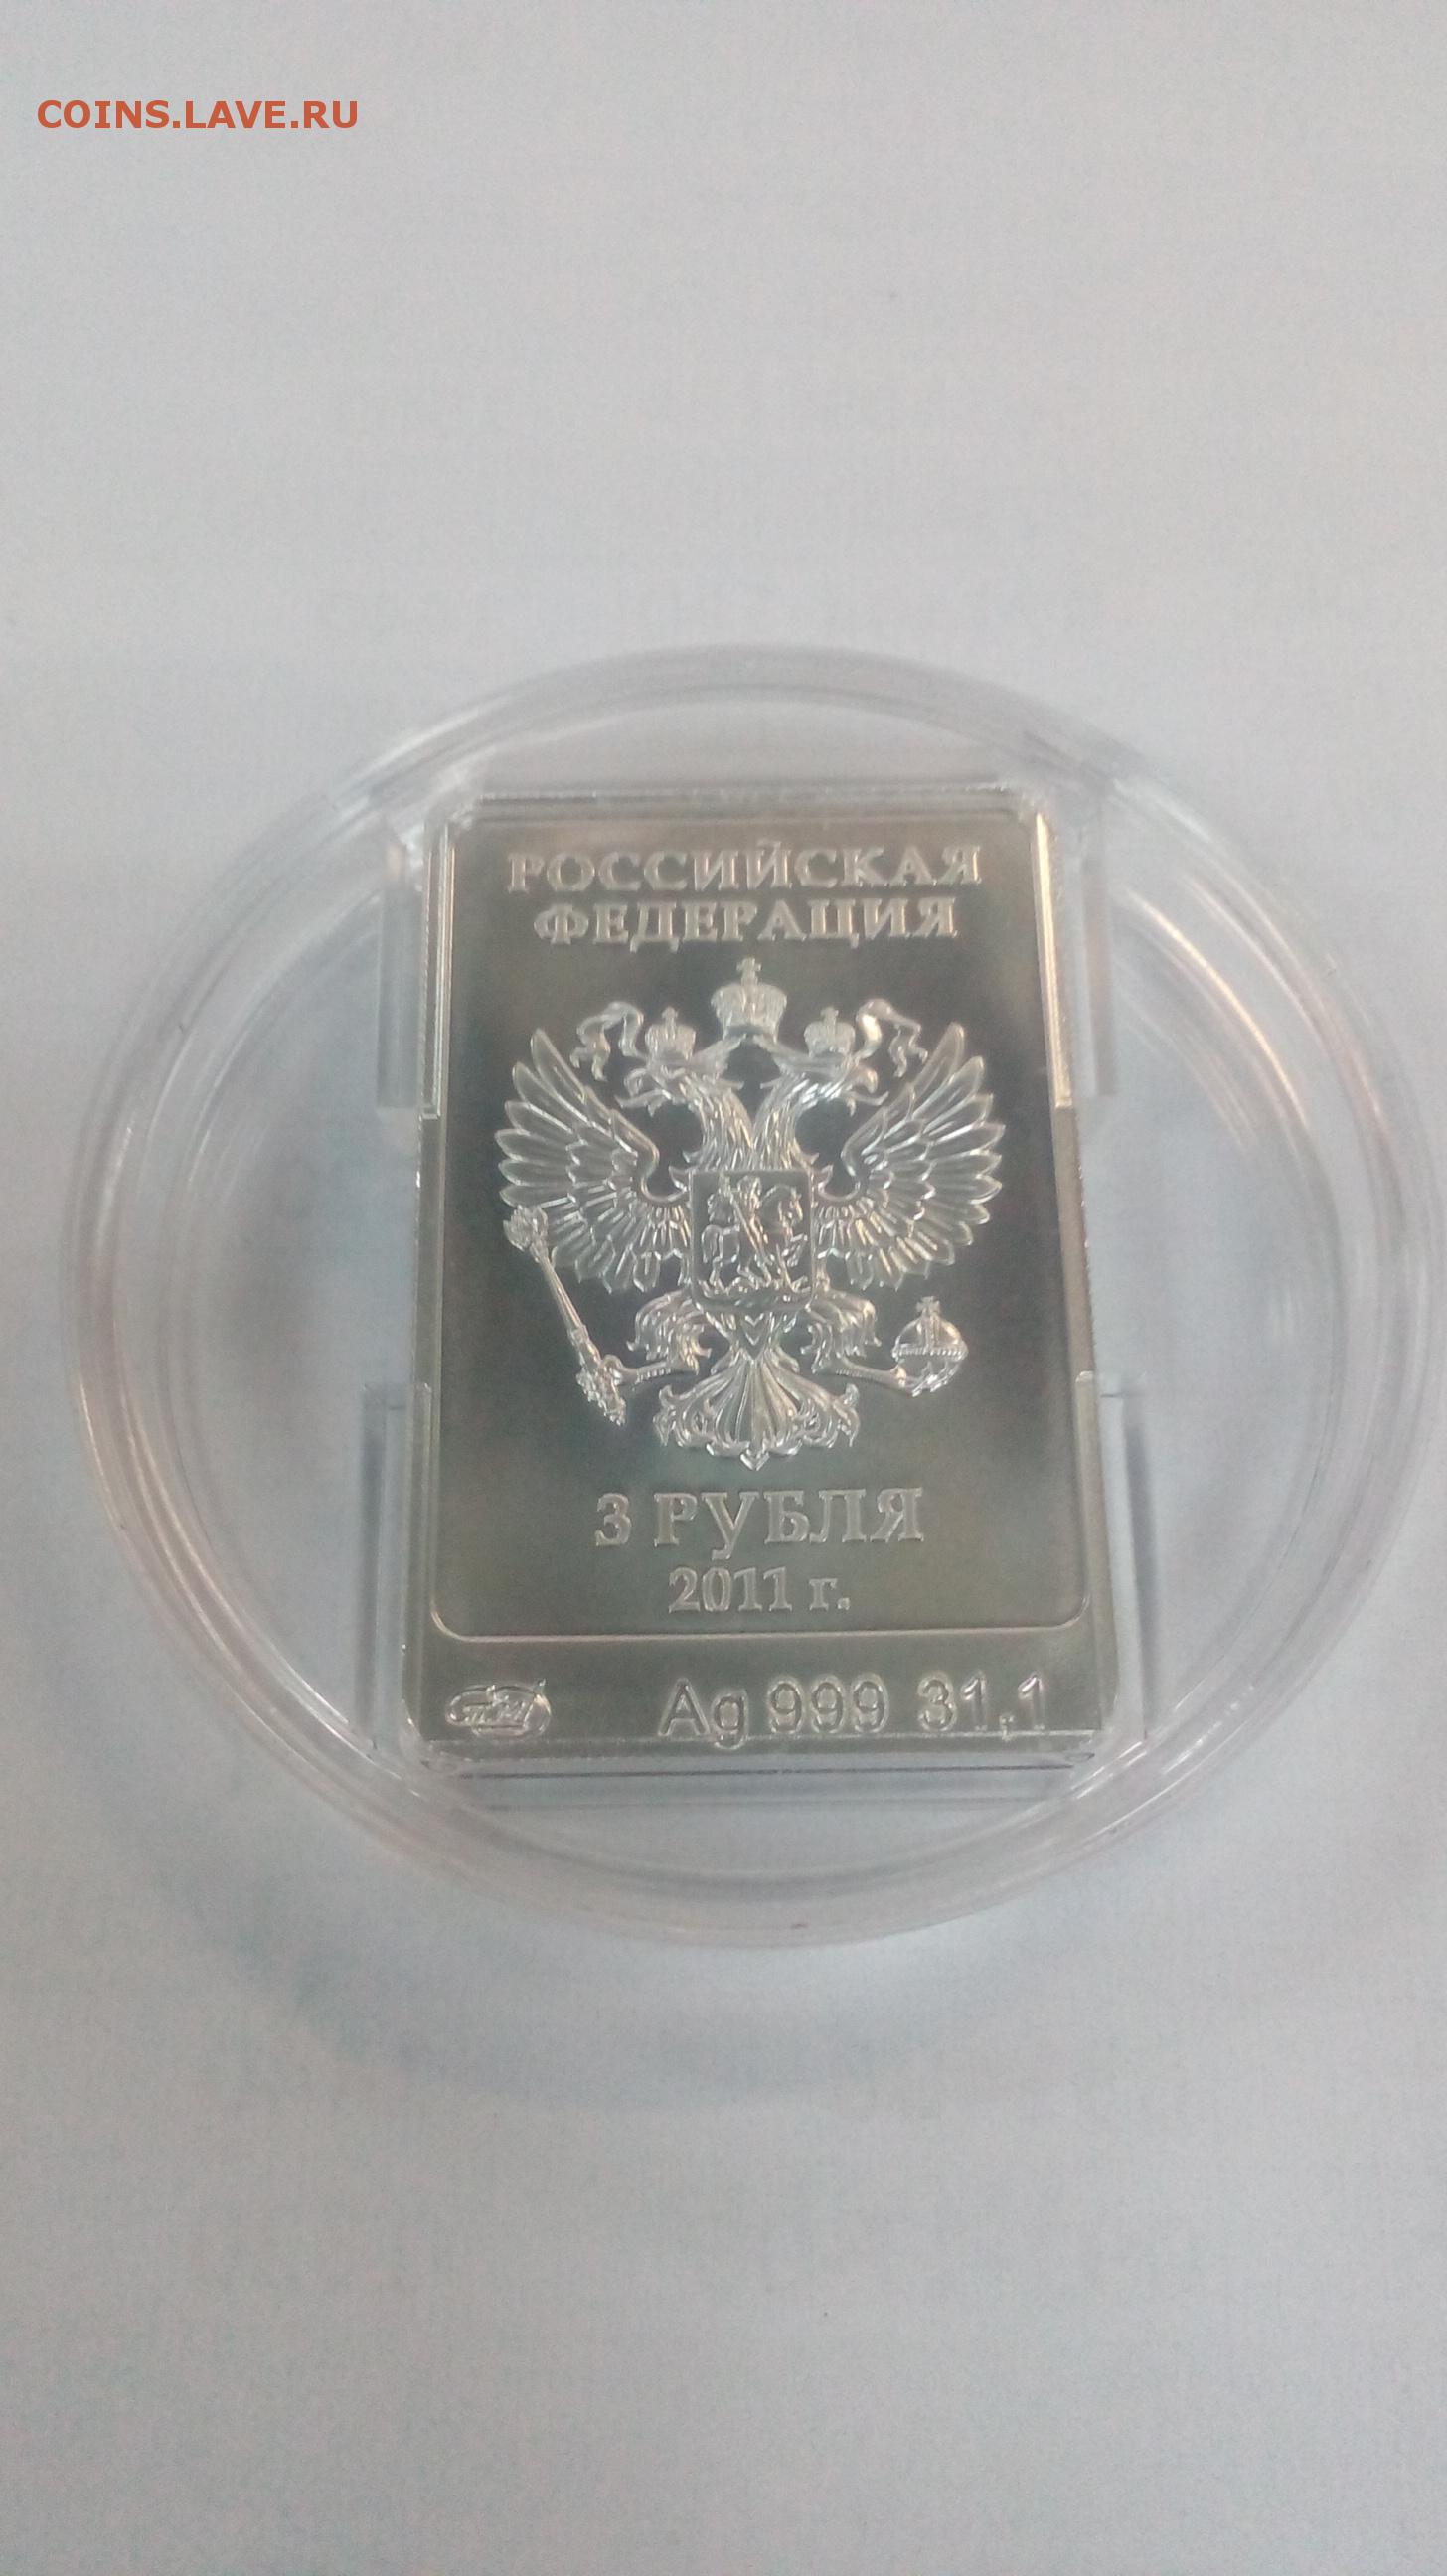 COINS.LAVE.RU
РОССИЙСКАЯ
ФЕДЕРАЦИЯ
3 РУБЛЯ
2011 г.
Ag 999 31,1